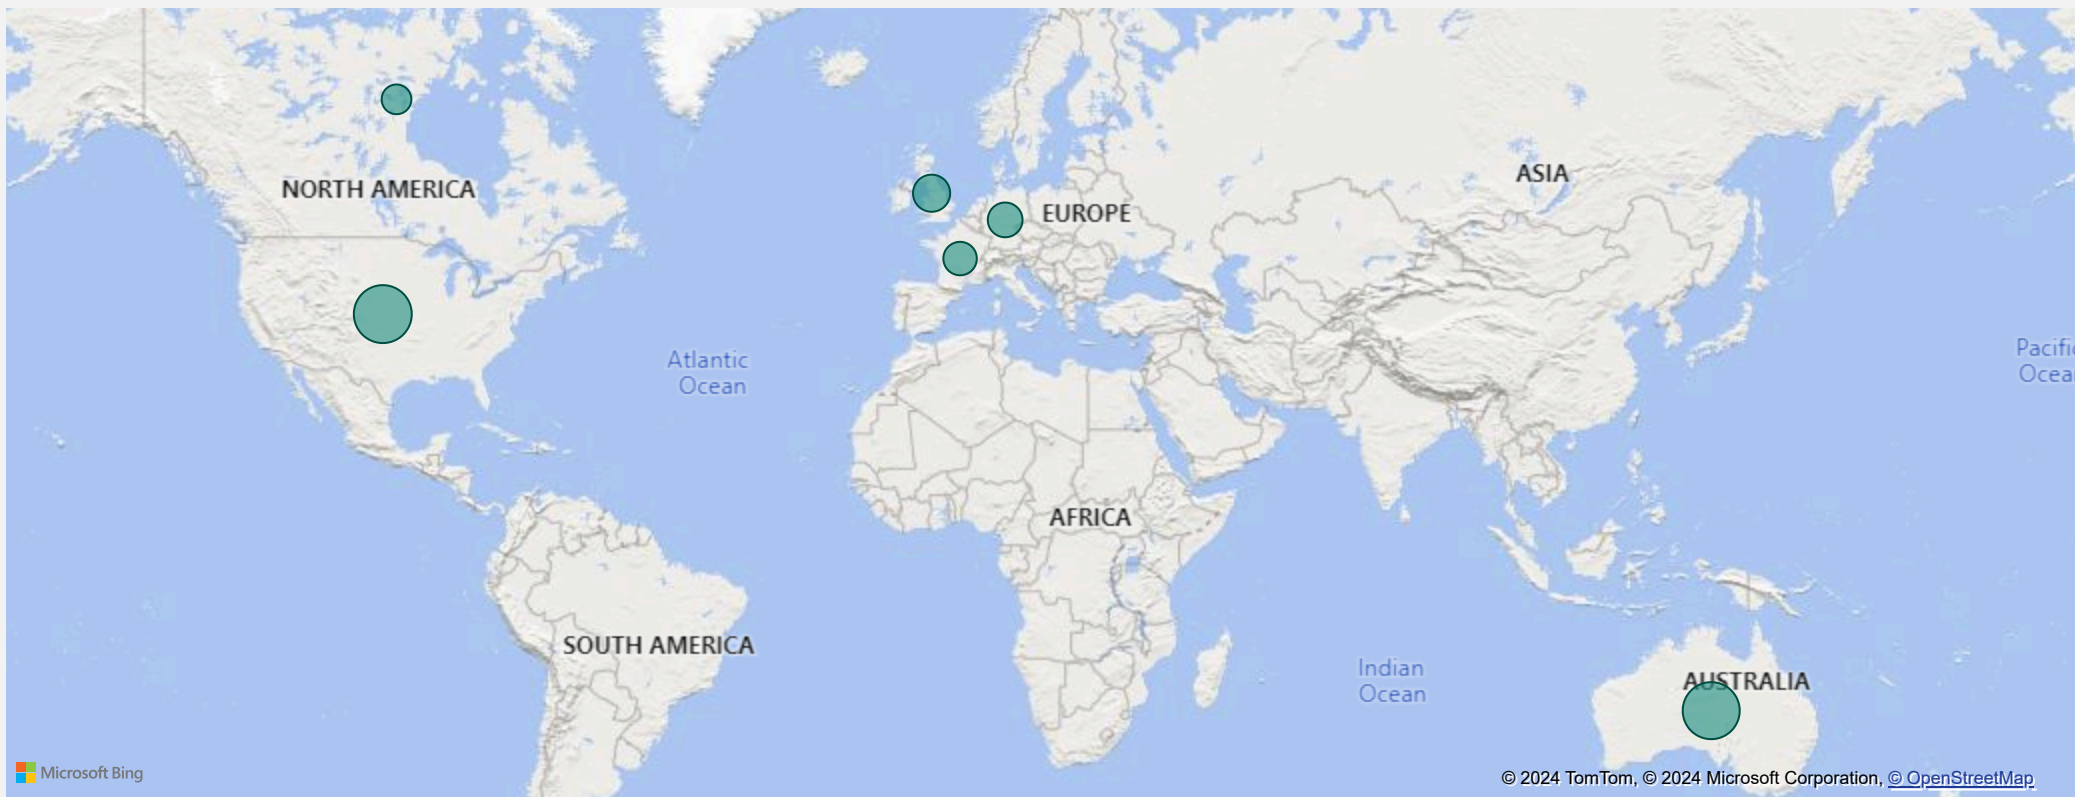 ASIA
NORTH AMERICA
EUROPE
Atlantic
Ocean
Pacific
Ocea
AFRICA
SOUTH AMERICA
Indian
Ocean
AUSTRALIA
Microsoft Bing
© 2024 TomTom, © 2024 Microsoft Corporation, © OpenStreetMap